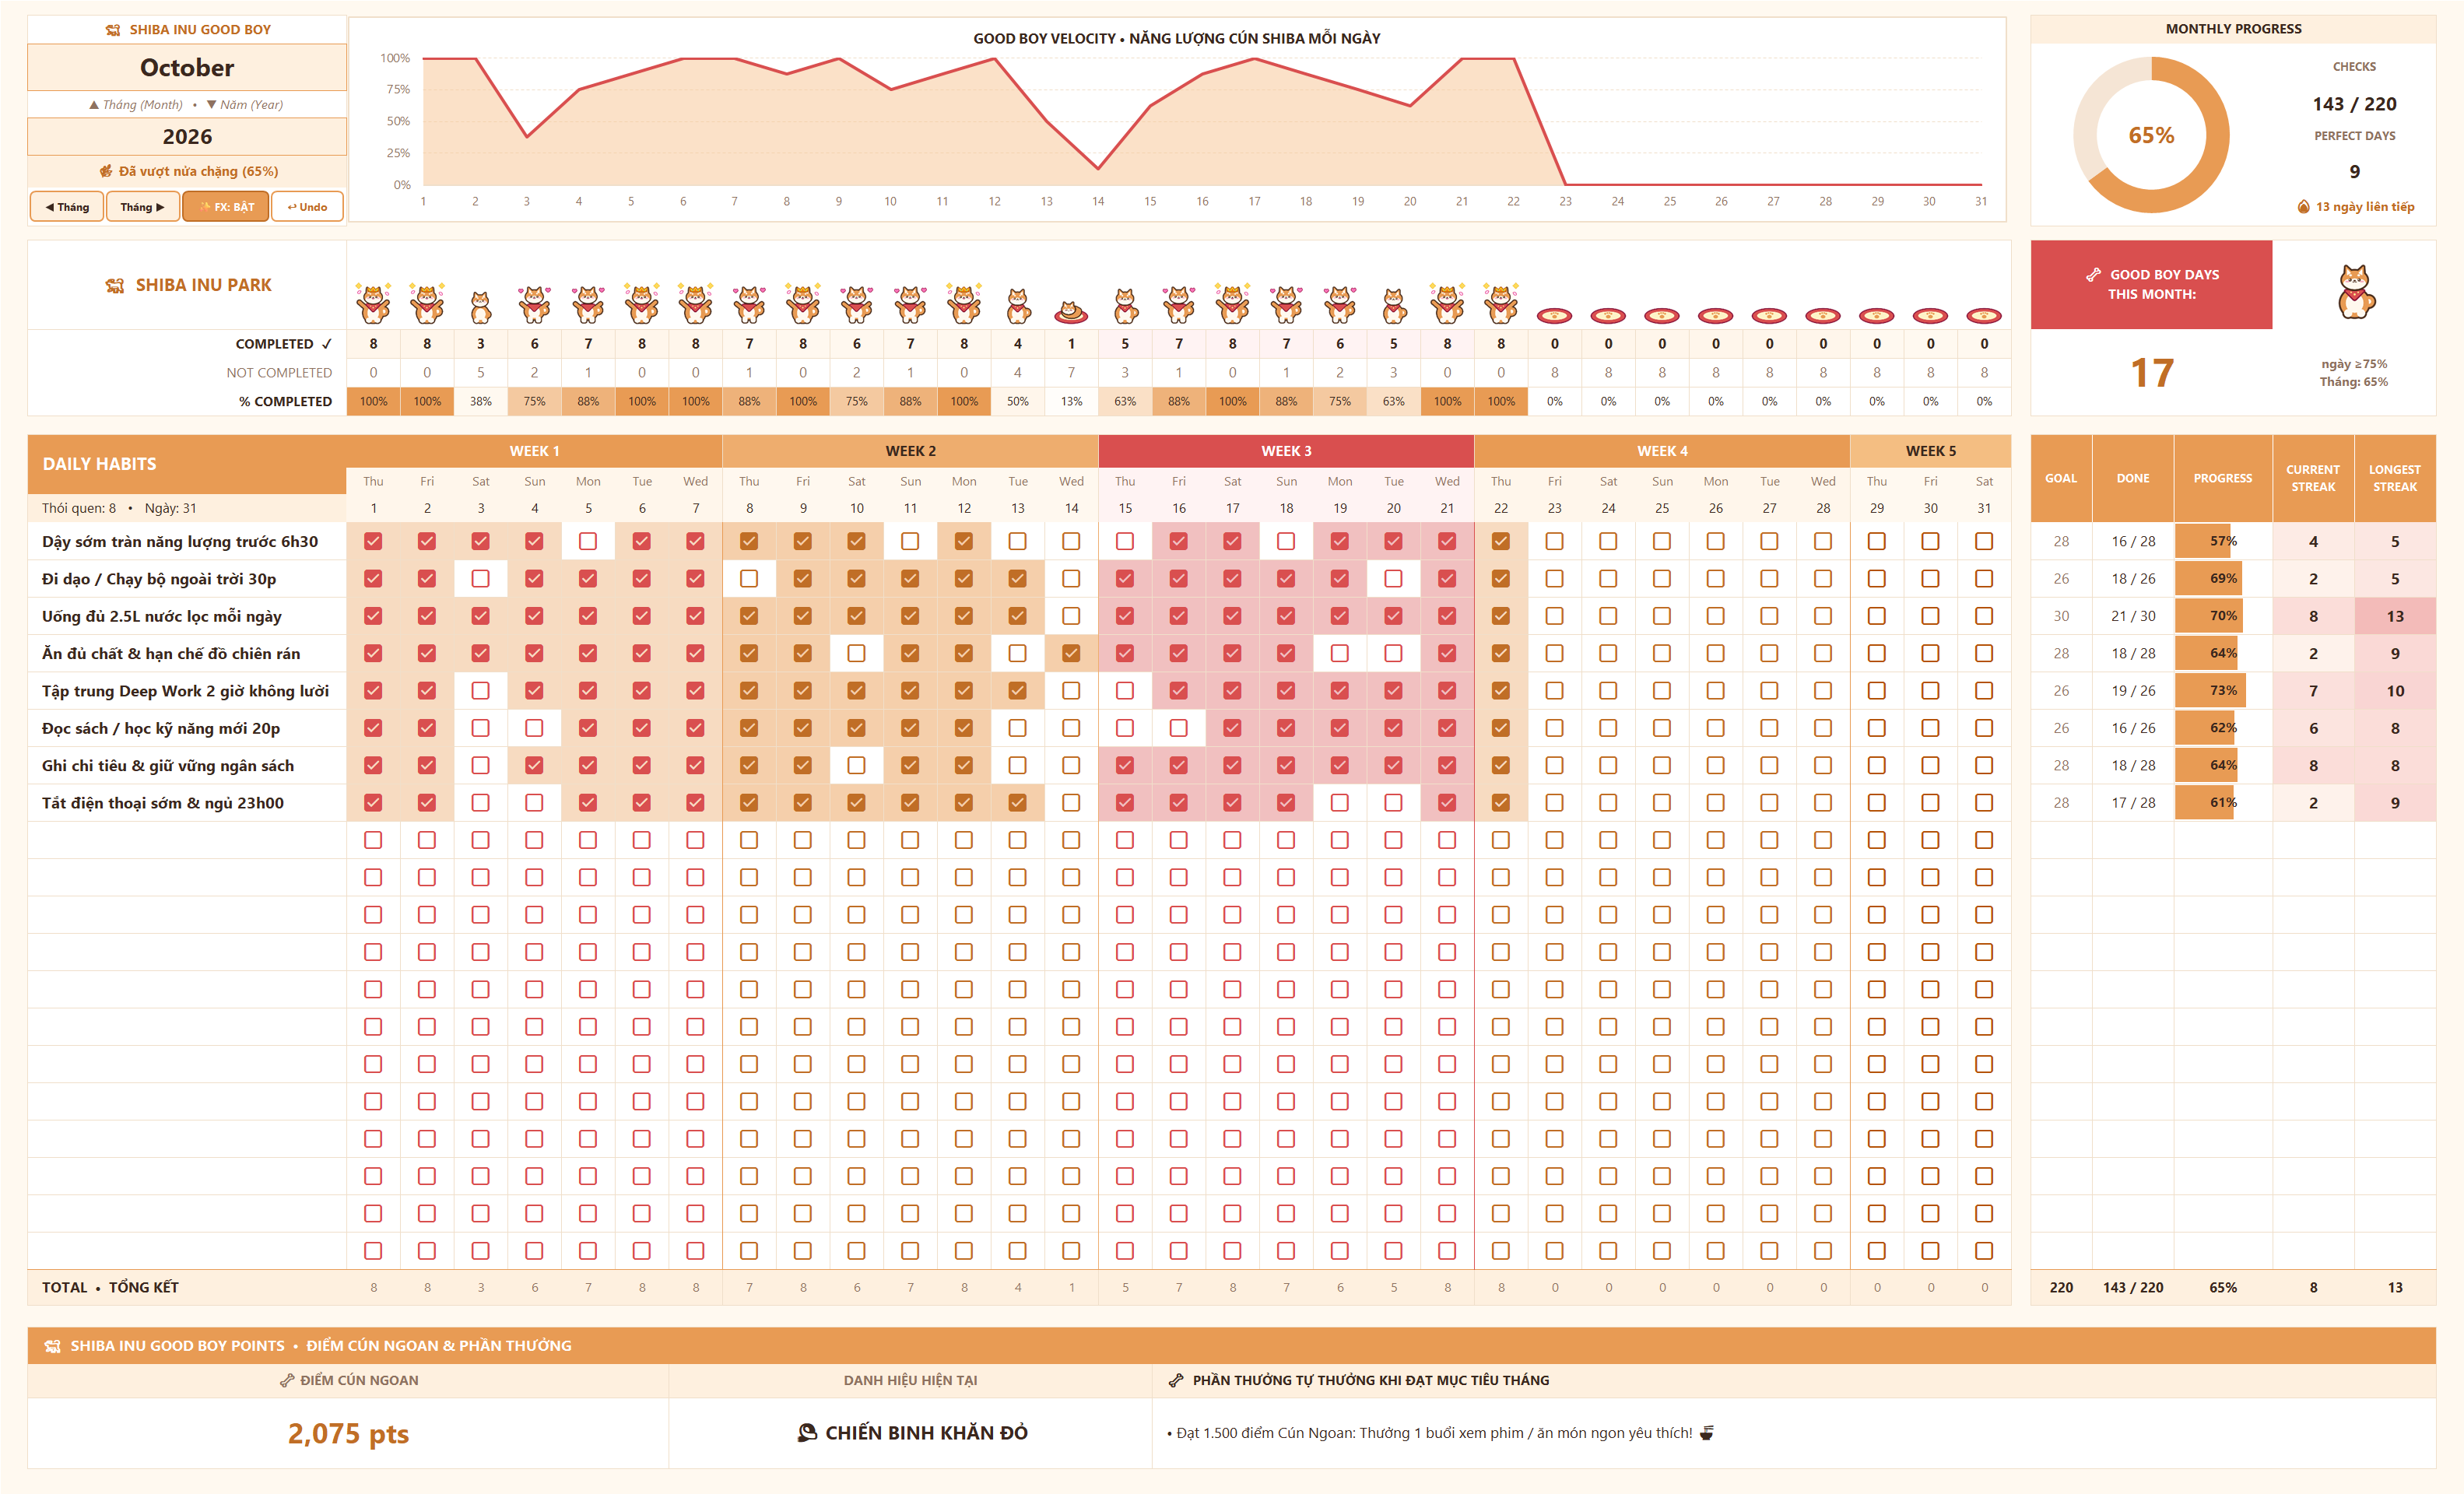 SHIBA INU GOOD BOY
October
▲ Tháng (Month) • ▼ Năm (Year)
2026
Đã vượt nửa chặng (65%)
◀ Tháng Tháng ▶ FX: BẬT ↩ Undo
GOOD BOY VELOCITY • NĂNG LƯỢNG CÚN SHIBA MỖI NGÀY
100%
75%
50%
25%
0%
1 2 3 4 5 6 7 8 9 10 11 12 13 14 15 16 17 18 19 20 21 22 23 24 25 26 27 28 29 30 31
MONTHLY PROGRESS
65%
CHECKS
143 / 220
PERFECT DAYS
9
13 ngày liên tiếp
SHIBA INU PARK
COMPLETED ✓ 8 8 3 6 7 8 8 7 8 6 7 8 4 1 5 7 8 7 6 5 8 8 0 0 0 0 0 0 0 0 0
NOT COMPLETED 0 0 5 2 1 0 0 1 0 2 1 0 4 7 3 1 0 1 2 3 0 0 8 8 8 8 8 8 8 8 8
% COMPLETED 100% 100% 38% 75% 88% 100% 100% 88% 100% 75% 88% 100% 50% 13% 63% 88% 100% 88% 75% 63% 100% 100% 0% 0% 0% 0% 0% 0% 0% 0% 0%
GOOD BOY DAYS
THIS MONTH:
17
ngày ≥75%
Tháng: 65%
DAILY HABITS
WEEK 1 WEEK 2 WEEK 3 WEEK 4 WEEK 5
Thu Fri Sat Sun Mon Tue Wed Thu Fri Sat Sun Mon Tue Wed Thu Fri Sat Sun Mon Tue Wed Thu Fri Sat Sun Mon Tue Wed Thu Fri Sat
Thói quen: 8 • Ngày: 31
1 2 3 4 5 6 7 8 9 10 11 12 13 14 15 16 17 18 19 20 21 22 23 24 25 26 27 28 29 30 31
GOAL DONE PROGRESS CURRENT STREAK LONGEST STREAK
Dậy sớm tràn năng lượng trước 6h30 28 16 / 28 57% 4 5
Đi dạo / Chạy bộ ngoài trời 30p 26 18 / 26 69% 2 5
Uống đủ 2.5L nước lọc mỗi ngày 30 21 / 30 70% 8 13
Ăn đủ chất & hạn chế đồ chiên rán 28 18 / 28 64% 2 9
Tập trung Deep Work 2 giờ không lười 26 19 / 26 73% 7 10
Đọc sách / học kỹ năng mới 20p 26 16 / 26 62% 6 8
Ghi chi tiêu & giữ vững ngân sách 28 18 / 28 64% 8 8
Tắt điện thoại sớm & ngủ 23h00 28 17 / 28 61% 2 9
TOTAL • TỔNG KẾT 8 8 3 6 7 8 8 7 8 6 7 8 4 1 5 7 8 7 6 5 8 8 0 0 0 0 0 0 0 0 0 220 143 / 220 65% 8 13
SHIBA INU GOOD BOY POINTS • ĐIỂM CÚN NGOAN & PHẦN THƯỞNG
ĐIỂM CÚN NGOAN
DANH HIỆU HIỆN TẠI
PHẦN THƯỞNG TỰ THƯỞNG KHI ĐẠT MỤC TIÊU THÁNG
2,075 pts
CHIẾN BINH KHĂN ĐỎ
• Đạt 1.500 điểm Cún Ngoan: Thưởng 1 buổi xem phim / ăn món ngon yêu thích!